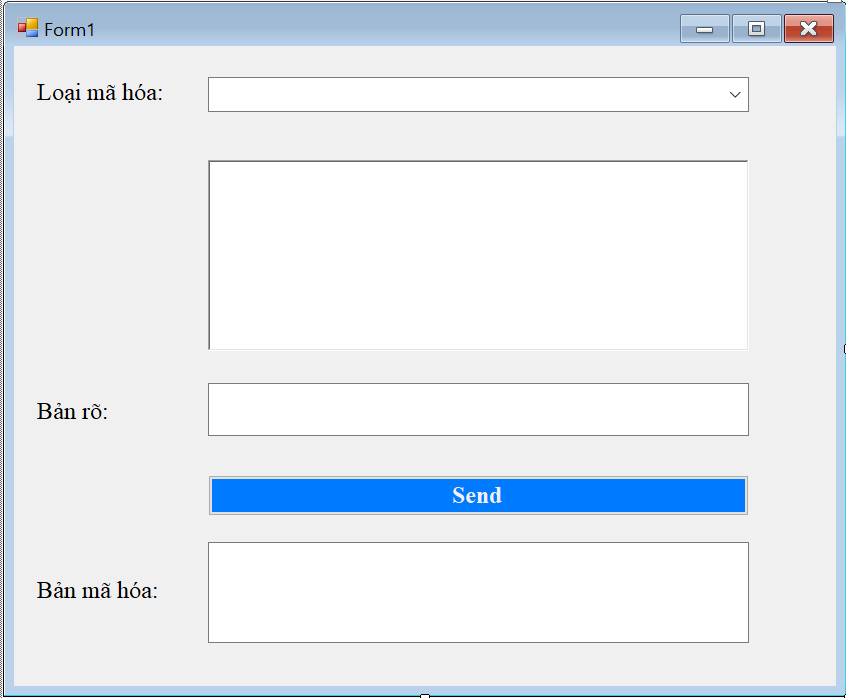 Form1
Loại mã hóa:
Bản rõ:
Send
Bản mã hóa: